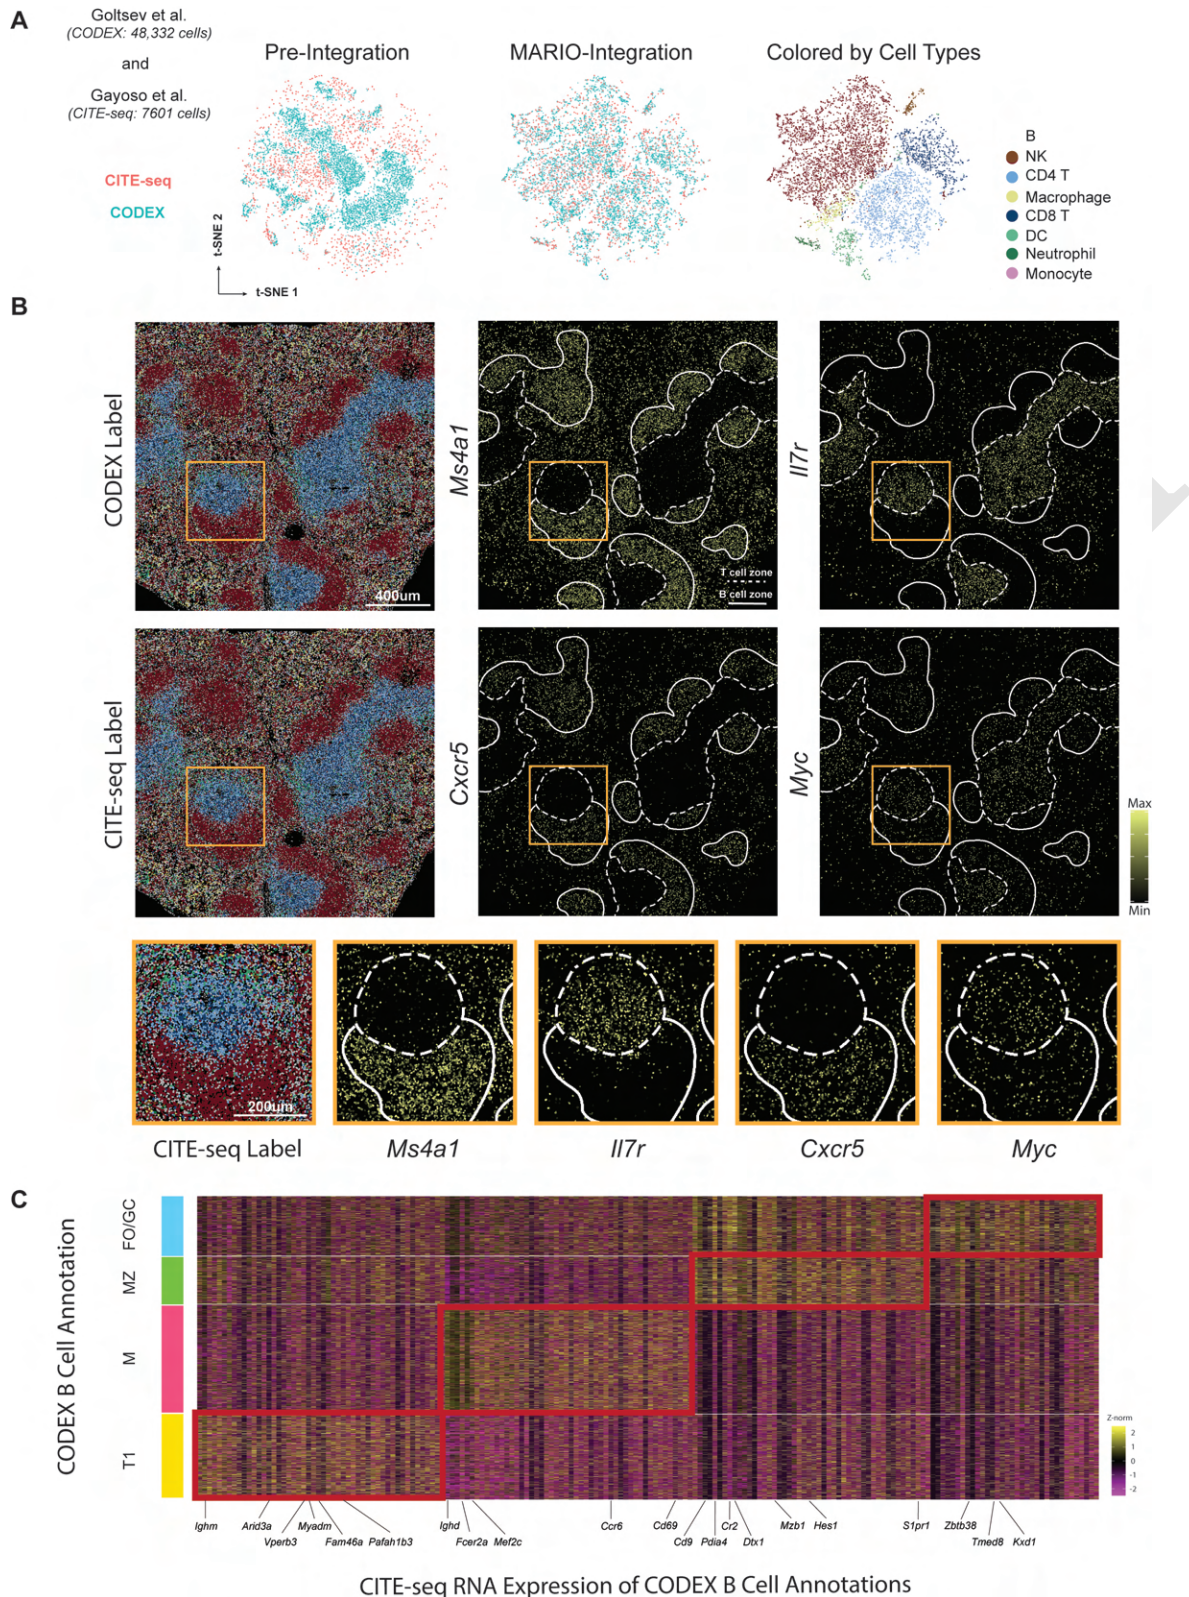 A
Goltsev et al.
(CODEX: 48,332 cells)
and
Gayoso et al.
(CITE-seq: 7601 cells)
CITE-seq
CODEX
Pre-Integration
MARIO-Integration
Colored by Cell Types
t-SNE 2
t-SNE 1
B
NK
CD4 T
Macrophage
CD8 T
DC
Neutrophil
Monocyte
B
CODEX Label
400um
Ms4a1
T cell zone
B cell zone
Il7r
CITE-seq Label
Cxcr5
Myc
Max
Min
200um
CITE-seq Label
Ms4a1
Il7r
Cxcr5
Myc
C
CODEX B Cell Annotation
FO/GC
MZ
M
T1
Z-norm
2
1
0
-1
-2
Ighm
Arid3a
Vperb3
Myadm
Fam46a
Pafah1b3
Ighd
Fcer2a
Mef2c
Ccr6
Cd69
Cd9
Pdia4
Cr2
Dtx1
Mzb1
Hes1
S1pr1
Zbtb38
Tmed8
Kxd1
CITE-seq RNA Expression of CODEX B Cell Annotations